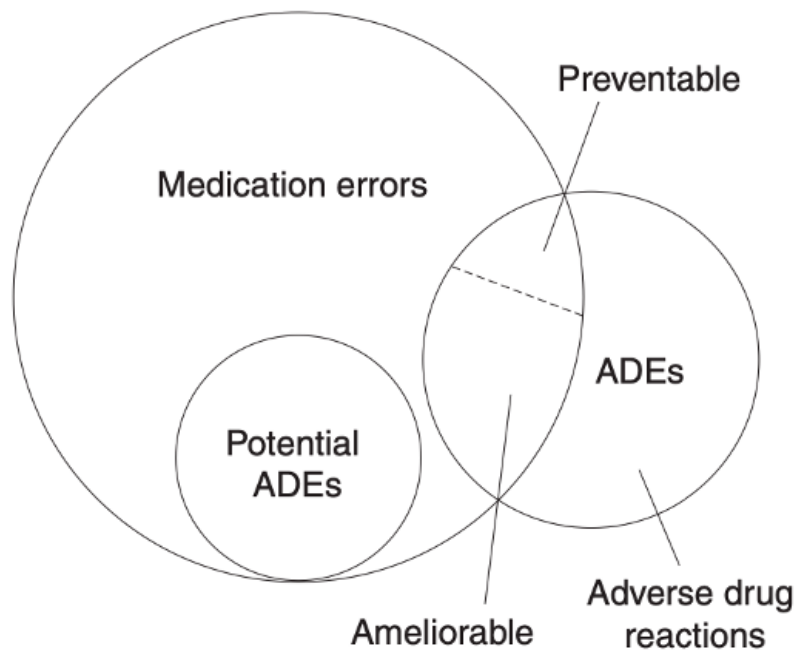 Preventable
Medication errors
ADEs
Potential
ADEs
Adverse drug
reactions
Ameliorable